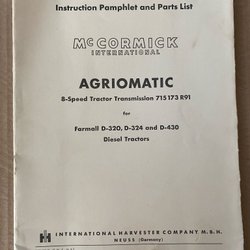 Instruction Pamphlet and Parts List
McCORMICK
INTERNATIONAL
AGRIOMATIC
8-Speed Tractor Transmission 715 173 R91
for
Farmall D-320, D-324 and D-430
Diesel Tractors
INTERNATIONAL HARVESTER COMPANY M.B.H.
NEUSS (Germany)